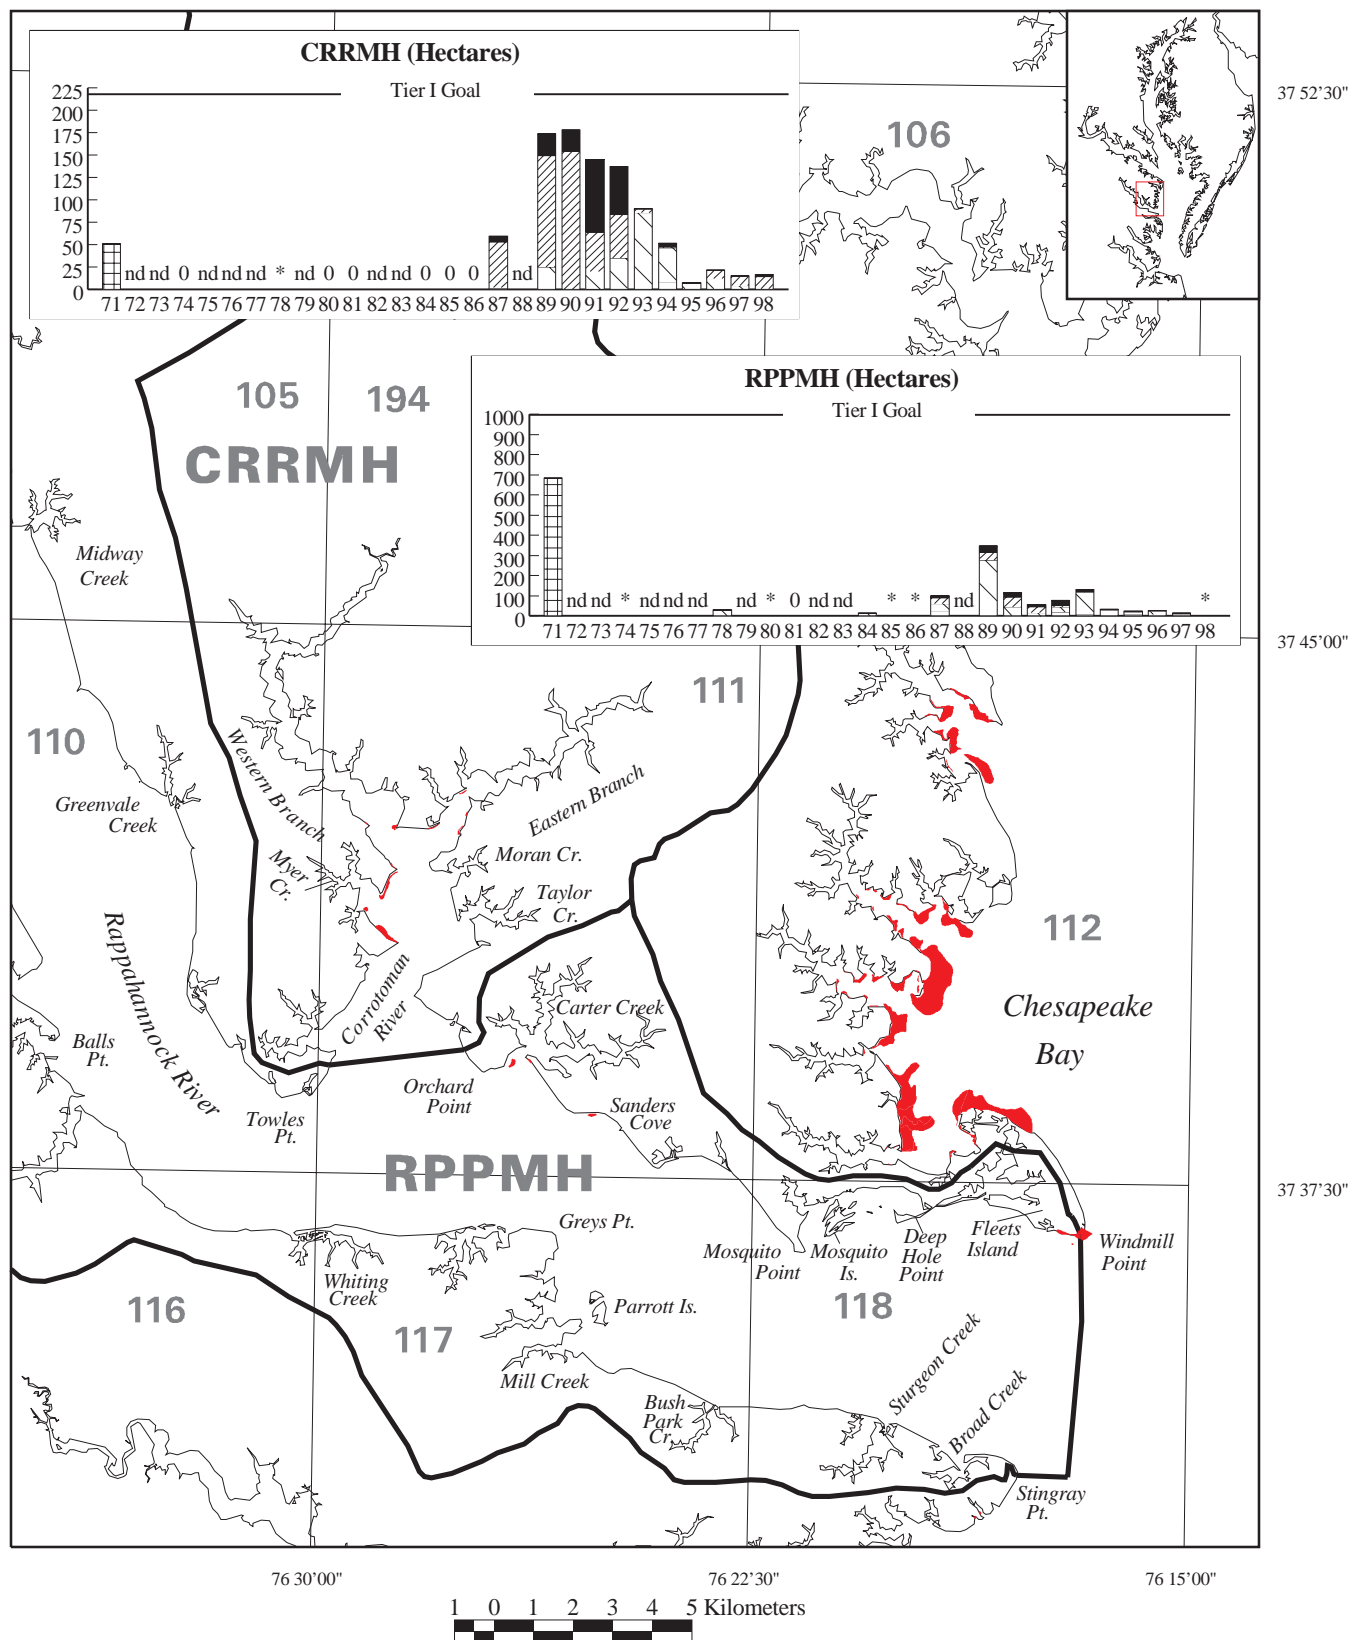 CRRMH (Hectares)
Tier I Goal
225
200
175
150
125
100
75
50
25
0
nd nd 0 nd nd nd * nd 0 0 nd nd 0 0 0 nd
71 72 73 74 75 76 77 78 79 80 81 82 83 84 85 86 87 88 89 90 91 92 93 94 95 96 97 98
106
37 52'30"
RPPMH (Hectares)
Tier I Goal
1000
900
800
700
600
500
400
300
200
100
nd nd * nd nd nd nd * 0 nd nd * * nd *
71 72 73 74 75 76 77 78 79 80 81 82 83 84 85 86 87 88 89 90 91 92 93 94 95 96 97 98
105
194
CRRMH
Midway
Creek
37 45'00"
111
110
Western Branch
Greenvale
Creek
Eastern Branch
Moran Cr.
Myer
Cr.
Taylor
Cr.
112
Rappahannock River
Corrotoman
River
Carter Creek
Chesapeake
Bay
Balls
Pt.
Orchard
Point
Sanders
Cove
Towles
Pt.
RPPMH
37 37'30"
Greys Pt.
Mosquito
Point
Mosquito
Is.
Deep
Hole
Point
Fleets
Island
Windmill
Point
Whiting
Creek
116
Parrott Is.
118
117
Sturgeon Creek
Mill Creek
Bush
Park
Cr.
Broad Creek
Stingray
Pt.
76 30'00"
76 22'30"
76 15'00"
1 0 1 2 3 4 5 Kilometers